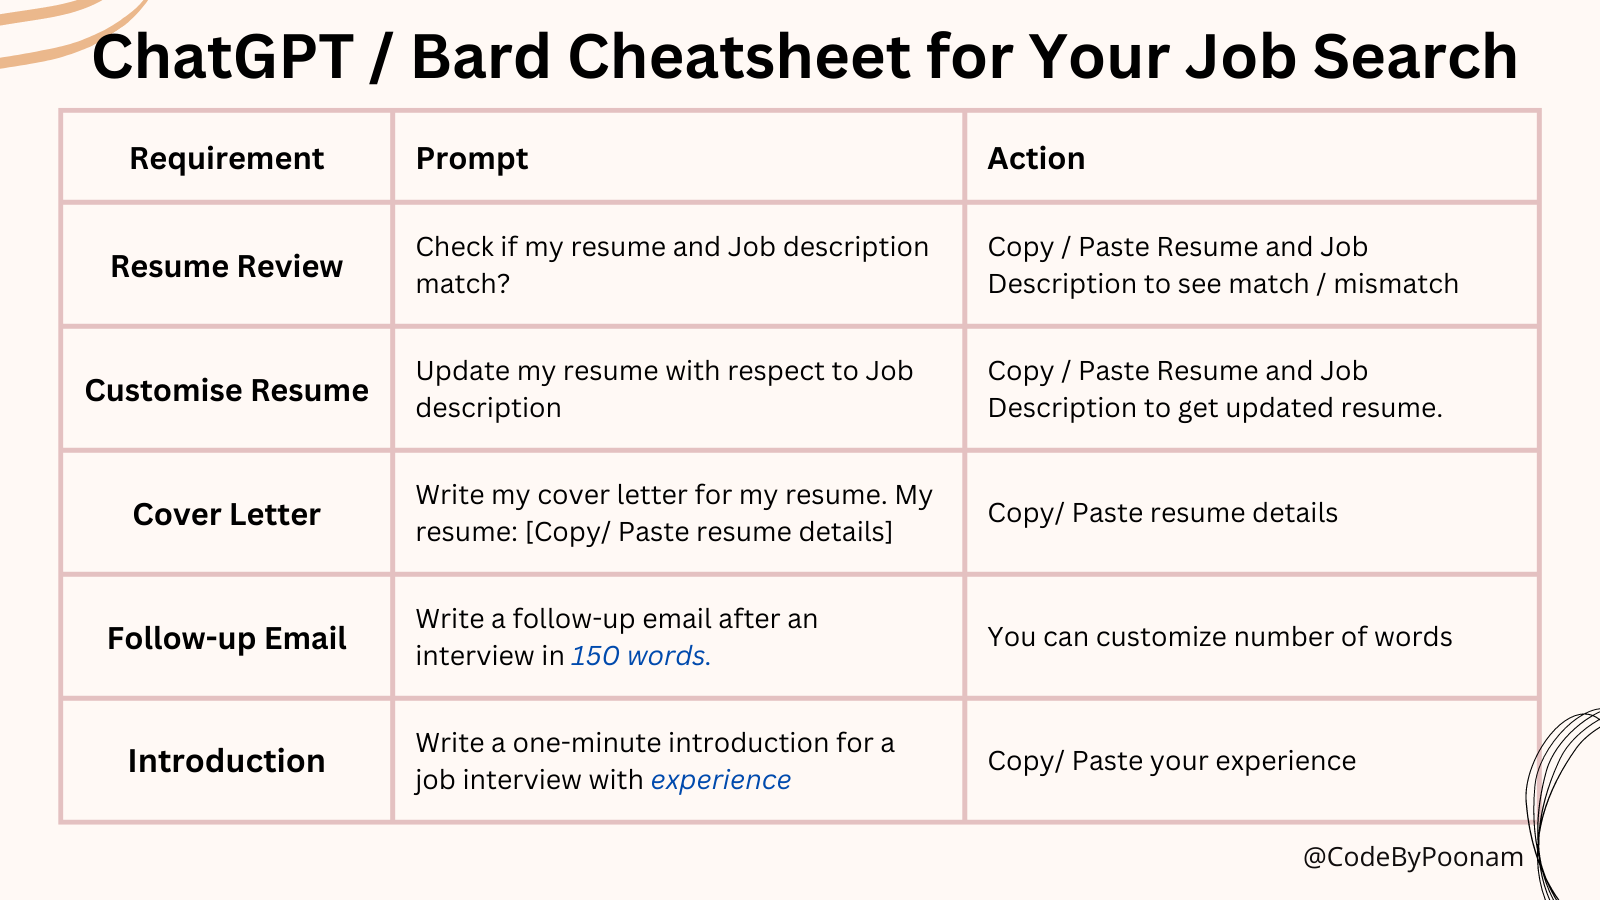 ChatGPT / Bard Cheatsheet for Your Job Search
Requirement
Prompt
Action
Resume Review
Check if my resume and Job description
match?
Copy / Paste Resume and Job
Description to see match / mismatch
Customise Resume
Update my resume with respect to Job
description
Copy / Paste Resume and Job
Description to get updated resume.
Cover Letter
Write my cover letter for my resume. My
resume: [Copy/ Paste resume details]
Copy/ Paste resume details
Follow-up Email
Write a follow-up email after an
interview in 150 words.
You can customize number of words
Introduction
Write a one-minute introduction for a
job interview with experience
Copy/ Paste your experience
@CodeByPoonam